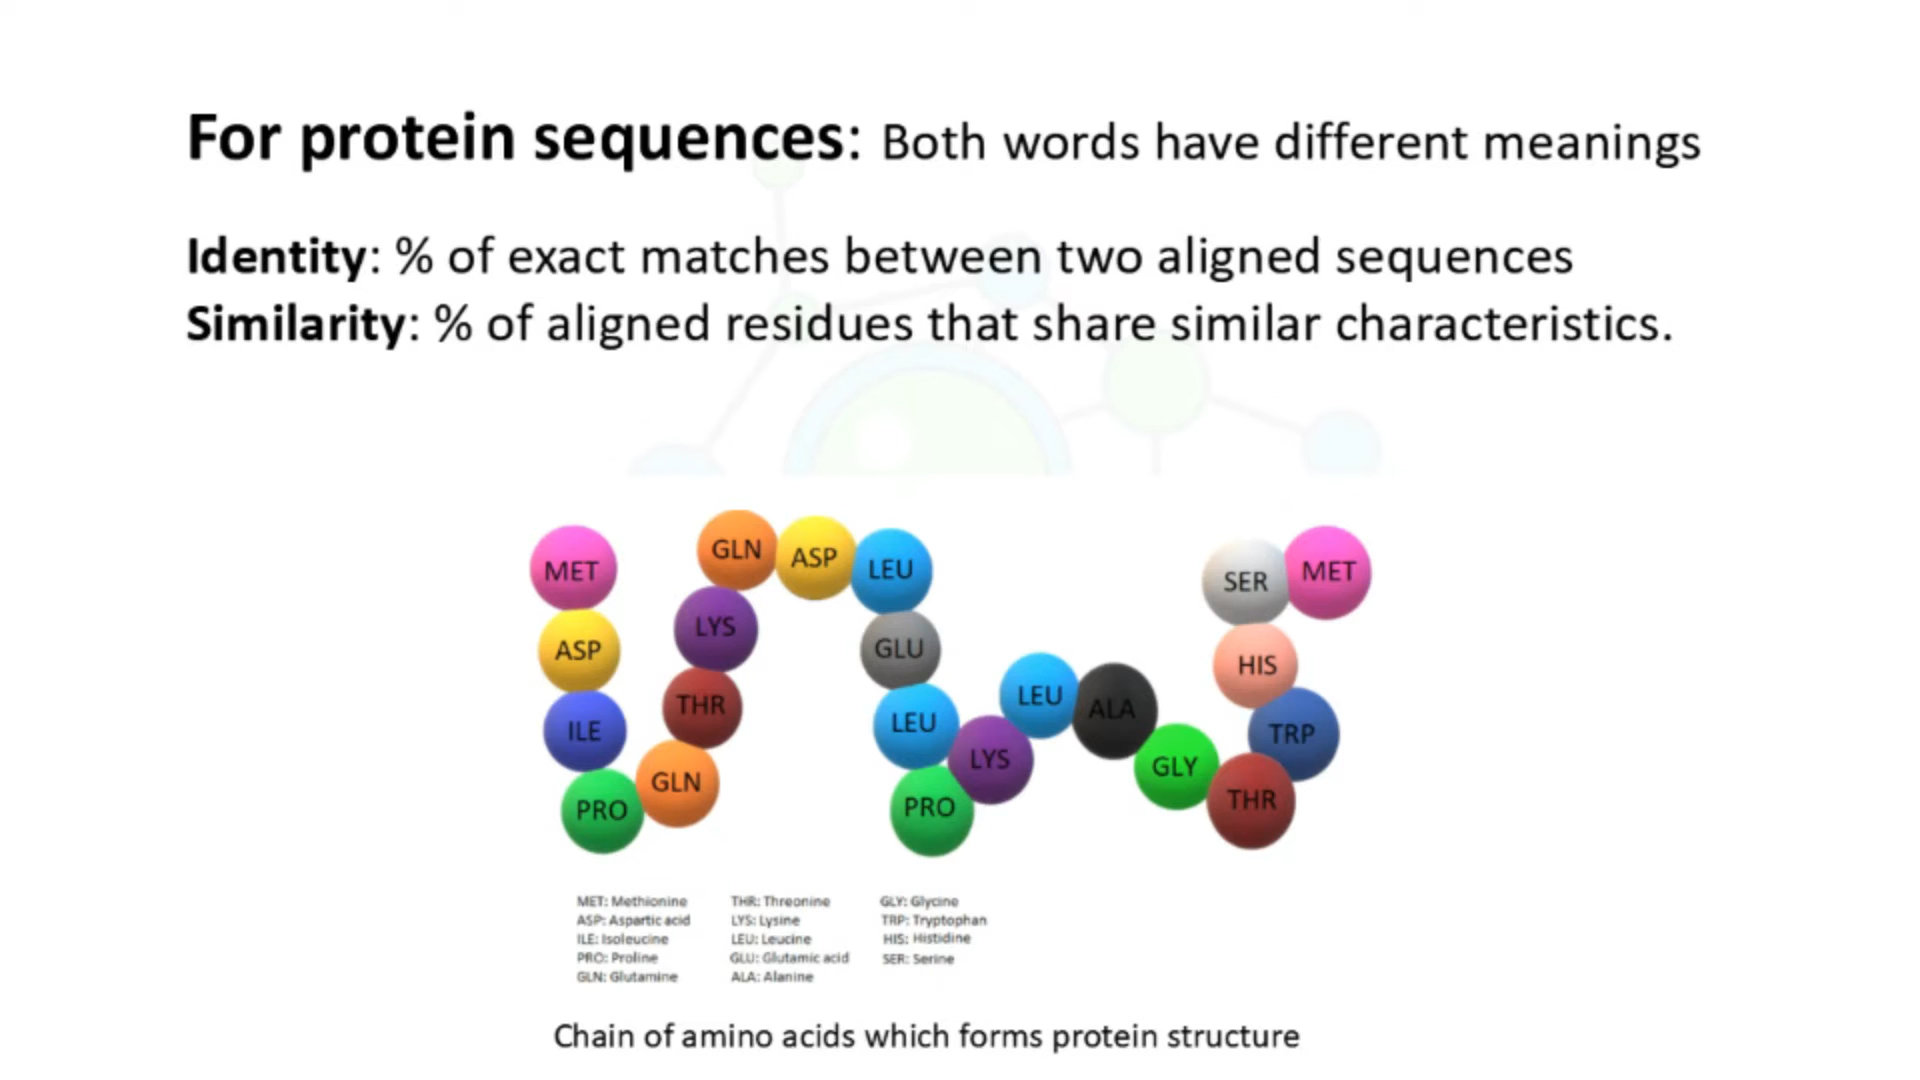 For protein sequences: Both words have different meanings
Identity: % of exact matches between two aligned sequences
Similarity: % of aligned residues that share similar characteristics.
MET
ASP
ILE
PRO
GLN
THR
LYS
GLN
ASP
LEU
GLU
LEU
PRO
LYS
LEU
ALA
GLY
THR
TRP
HIS
SER
MET
MET: Methionine
ASP: Aspartic acid
ILE: Isoleucine
PRO: Proline
GLN: Glutamine
THR: Threonine
LYS: Lysine
LEU: Leucine
GLU: Glutamic acid
ALA: Alanine
GLY: Glycine
TRP: Tryptophan
HIS: Histidine
SER: Serine
Chain of amino acids which forms protein structure